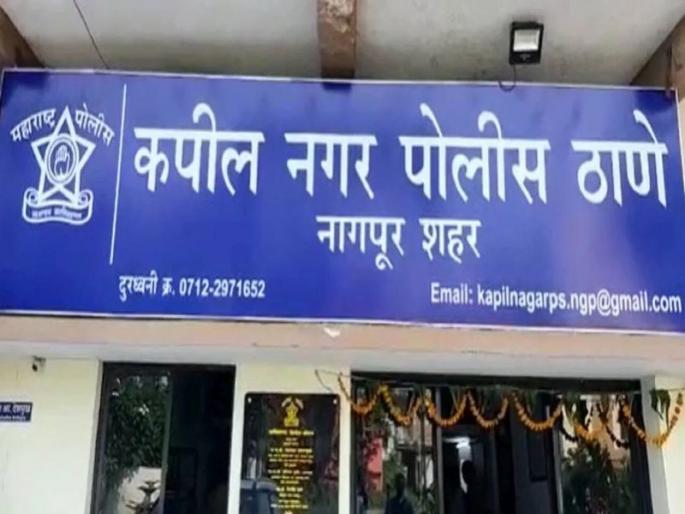 महाराष्ट्र पोलीस
कपील नगर पोलीस ठाणे
नागपूर शहर
दुरध्वनी क्र. 0712-2971652
Email: kapilnagarps.ngp@gmail.com